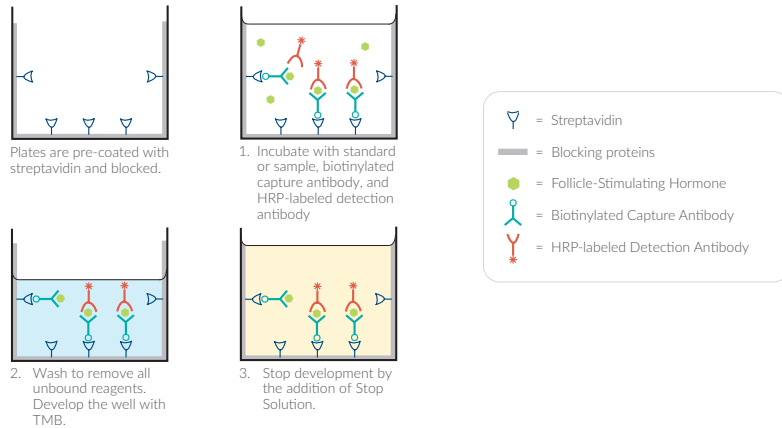 Plates are pre-coated with
streptavidin and blocked.
1. Incubate with standard
or sample, biotinylated
capture antibody, and
HRP-labeled detection
antibody
= Streptavidin
= Blocking proteins
= Follicle-Stimulating Hormone
= Biotinylated Capture Antibody
= HRP-labeled Detection Antibody
2. Wash to remove all
unbound reagents.
Develop the well with
TMB.
3. Stop development by
the addition of Stop
Solution.